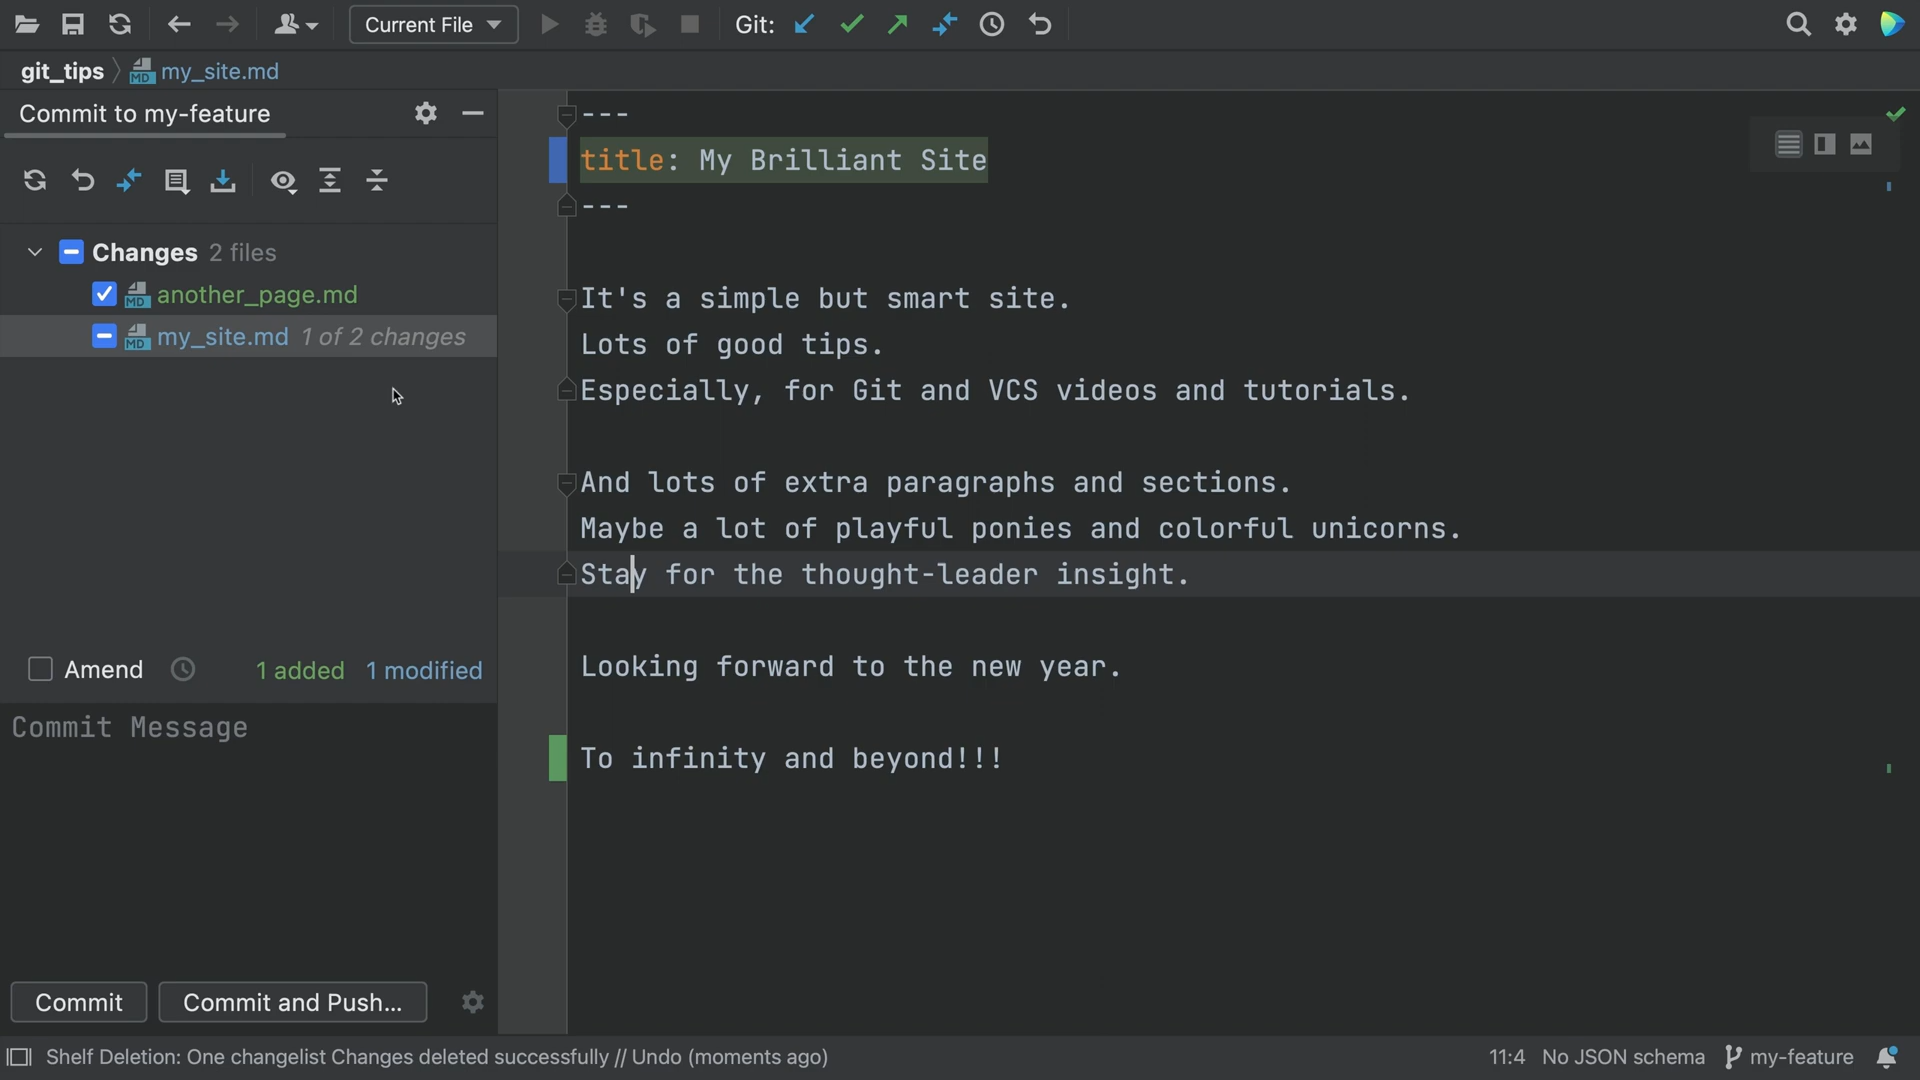 Current File
Git:
git_tips
my_site.md
Commit to my-feature
Changes 2 files
MD another_page.md
MD my_site.md 1 of 2 changes
Amend
1 added 1 modified
Commit Message
Commit
Commit and Push...
---
title: My Brilliant Site
---
It's a simple but smart site.
Lots of good tips.
Especially, for Git and VCS videos and tutorials.
And lots of extra paragraphs and sections.
Maybe a lot of playful ponies and colorful unicorns.
Stay for the thought-leader insight.
Looking forward to the new year.
To infinity and beyond!!!
Shelf Deletion: One changelist Changes deleted successfully // Undo (moments ago)
11:4 No JSON schema my-feature